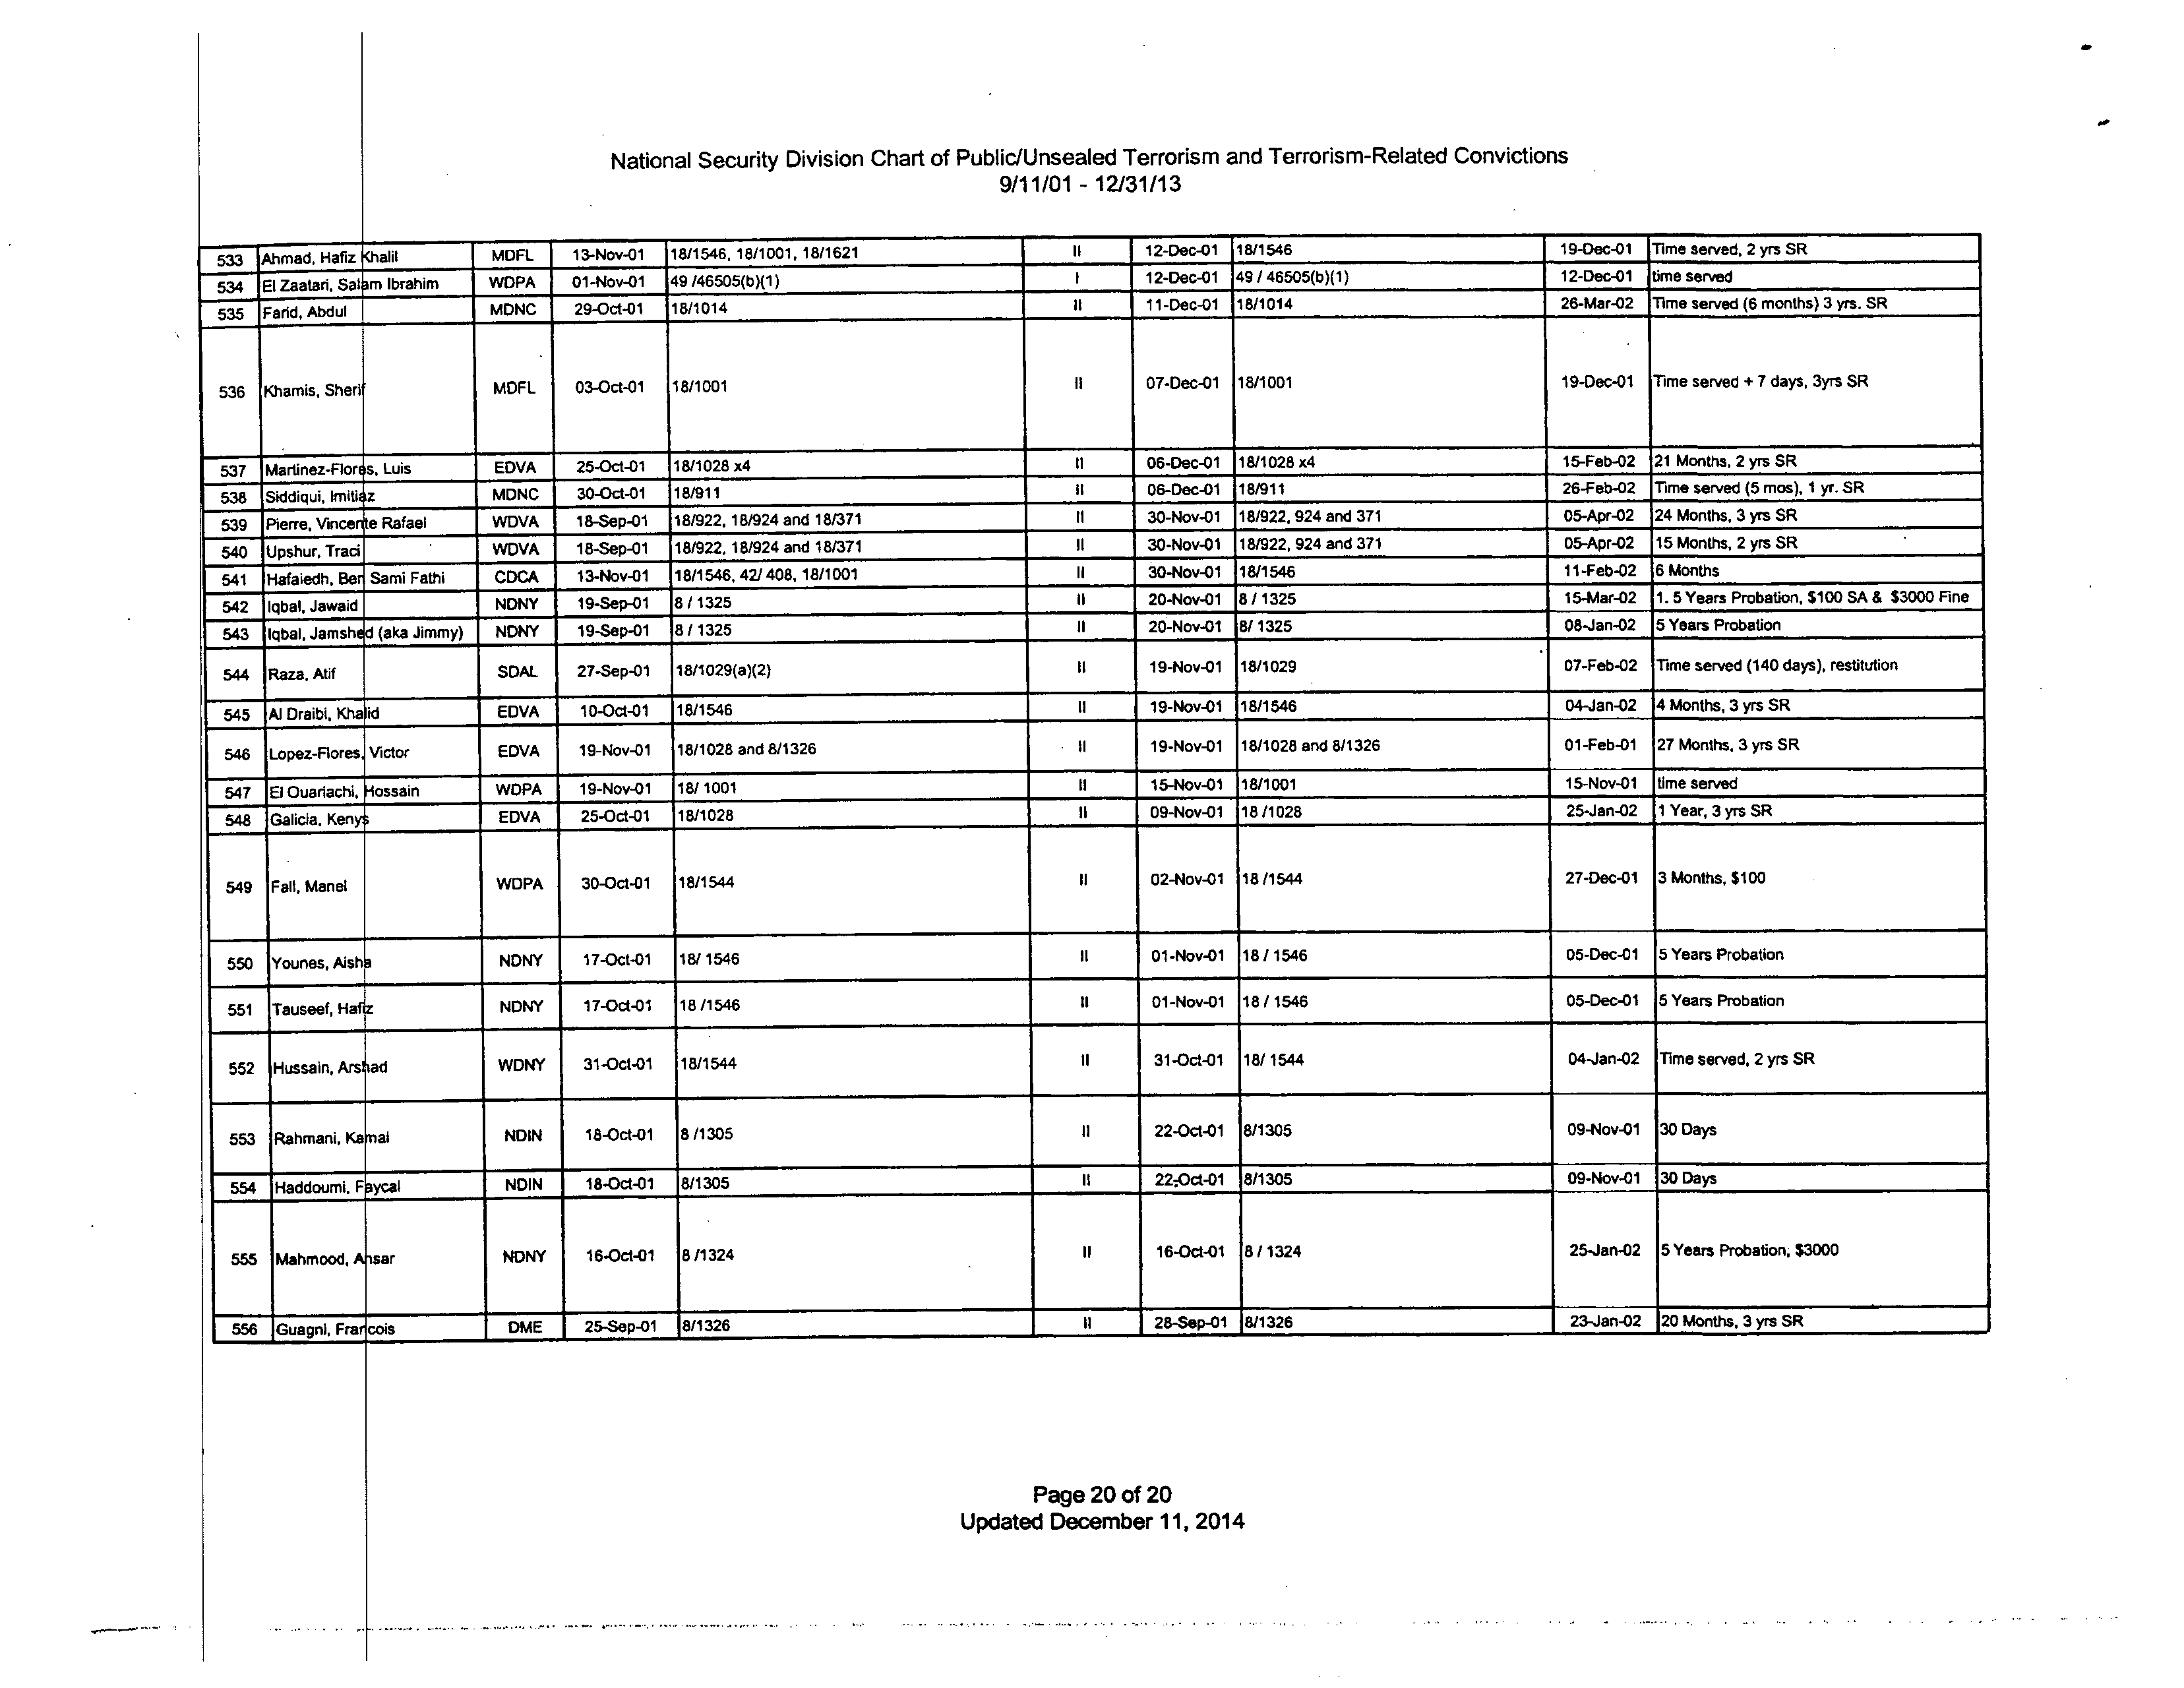 National Security Division Chart of Public/Unsealed Terrorism and Terrorism-Related Convictions
9/11/01 - 12/31/13
533 Ahmad, Hafiz Khalil MDFL 13-Nov-01 18/1546, 18/1001, 18/1621 II 12-Dec-01 18/1546 19-Dec-01 Time served, 2 yrs SR
534 El Zaatari, Salam Ibrahim WDPA 01-Nov-01 49 /46505(b)(1) I 12-Dec-01 49 / 46505(b)(1) 12-Dec-01 time served
535 Farid, Abdul MDNC 29-Oct-01 18/1014 II 11-Dec-01 18/1014 26-Mar-02 Time served (6 months) 3 yrs. SR
536 Khamis, Sherif MDFL 03-Oct-01 18/1001 II 07-Dec-01 18/1001 19-Dec-01 Time served + 7 days, 3yrs SR
537 Martinez-Flores, Luis EDVA 25-Oct-01 18/1028 x4 II 06-Dec-01 18/1028 x4 15-Feb-02 21 Months, 2 yrs SR
538 Siddiqui, Imitiaz MDNC 30-Oct-01 18/911 II 06-Dec-01 18/911 26-Feb-02 Time served (5 mos), 1 yr. SR
539 Pierre, Vincente Rafael WDVA 18-Sep-01 18/922, 18/924 and 18/371 II 30-Nov-01 18/922, 924 and 371 05-Apr-02 24 Months, 3 yrs SR
540 Upshur, Traci WDVA 18-Sep-01 18/922, 18/924 and 18/371 II 30-Nov-01 18/922, 924 and 371 05-Apr-02 15 Months, 2 yrs SR
541 Hafaiedh, Ben Sami Fathi CDCA 13-Nov-01 18/1546, 42/ 408, 18/1001 II 30-Nov-01 18/1546 11-Feb-02 6 Months
542 Iqbal, Jawaid NDNY 19-Sep-01 8 / 1325 II 20-Nov-01 8 / 1325 15-Mar-02 1. 5 Years Probation, $100 SA & $3000 Fine
543 Iqbal, Jamshed (aka Jimmy) NDNY 19-Sep-01 8 / 1325 II 20-Nov-01 8/ 1325 08-Jan-02 5 Years Probation
544 Raza, Atif SDAL 27-Sep-01 18/1029(a)(2) II 19-Nov-01 18/1029 07-Feb-02 Time served (140 days), restitution
545 Al Draibi, Khalid EDVA 10-Oct-01 18/1546 II 19-Nov-01 18/1546 04-Jan-02 4 Months, 3 yrs SR
546 Lopez-Flores, Victor EDVA 19-Nov-01 18/1028 and 8/1326 II 19-Nov-01 18/1028 and 8/1326 01-Feb-01 27 Months, 3 yrs SR
547 El Ouariachi, Hossain WDPA 19-Nov-01 18/ 1001 II 15-Nov-01 18/1001 15-Nov-01 time served
548 Galicia, Kenys EDVA 25-Oct-01 18/1028 II 09-Nov-01 18 /1028 25-Jan-02 1 Year, 3 yrs SR
549 Fall, Manel WDPA 30-Oct-01 18/1544 II 02-Nov-01 18 /1544 27-Dec-01 3 Months, $100
550 Younes, Aisha NDNY 17-Oct-01 18/ 1546 II 01-Nov-01 18 / 1546 05-Dec-01 5 Years Probation
551 Tauseef, Hafiz NDNY 17-Oct-01 18 /1546 II 01-Nov-01 18 / 1546 05-Dec-01 5 Years Probation
552 Hussain, Arshad WDNY 31-Oct-01 18/1544 II 31-Oct-01 18/ 1544 04-Jan-02 Time served, 2 yrs SR
553 Rahmani, Kamal NDIN 18-Oct-01 8 /1305 II 22-Oct-01 8/1305 09-Nov-01 30 Days
554 Haddoumi, Faycal NDIN 18-Oct-01 8/1305 II 22-Oct-01 8/1305 09-Nov-01 30 Days
555 Mahmood, Ansar NDNY 16-Oct-01 8 /1324 II 16-Oct-01 8 / 1324 25-Jan-02 5 Years Probation, $3000
556 Guagni, Francois DME 25-Sep-01 8/1326 II 28-Sep-01 8/1326 23-Jan-02 20 Months, 3 yrs SR
Page 20 of 20
Updated December 11, 2014